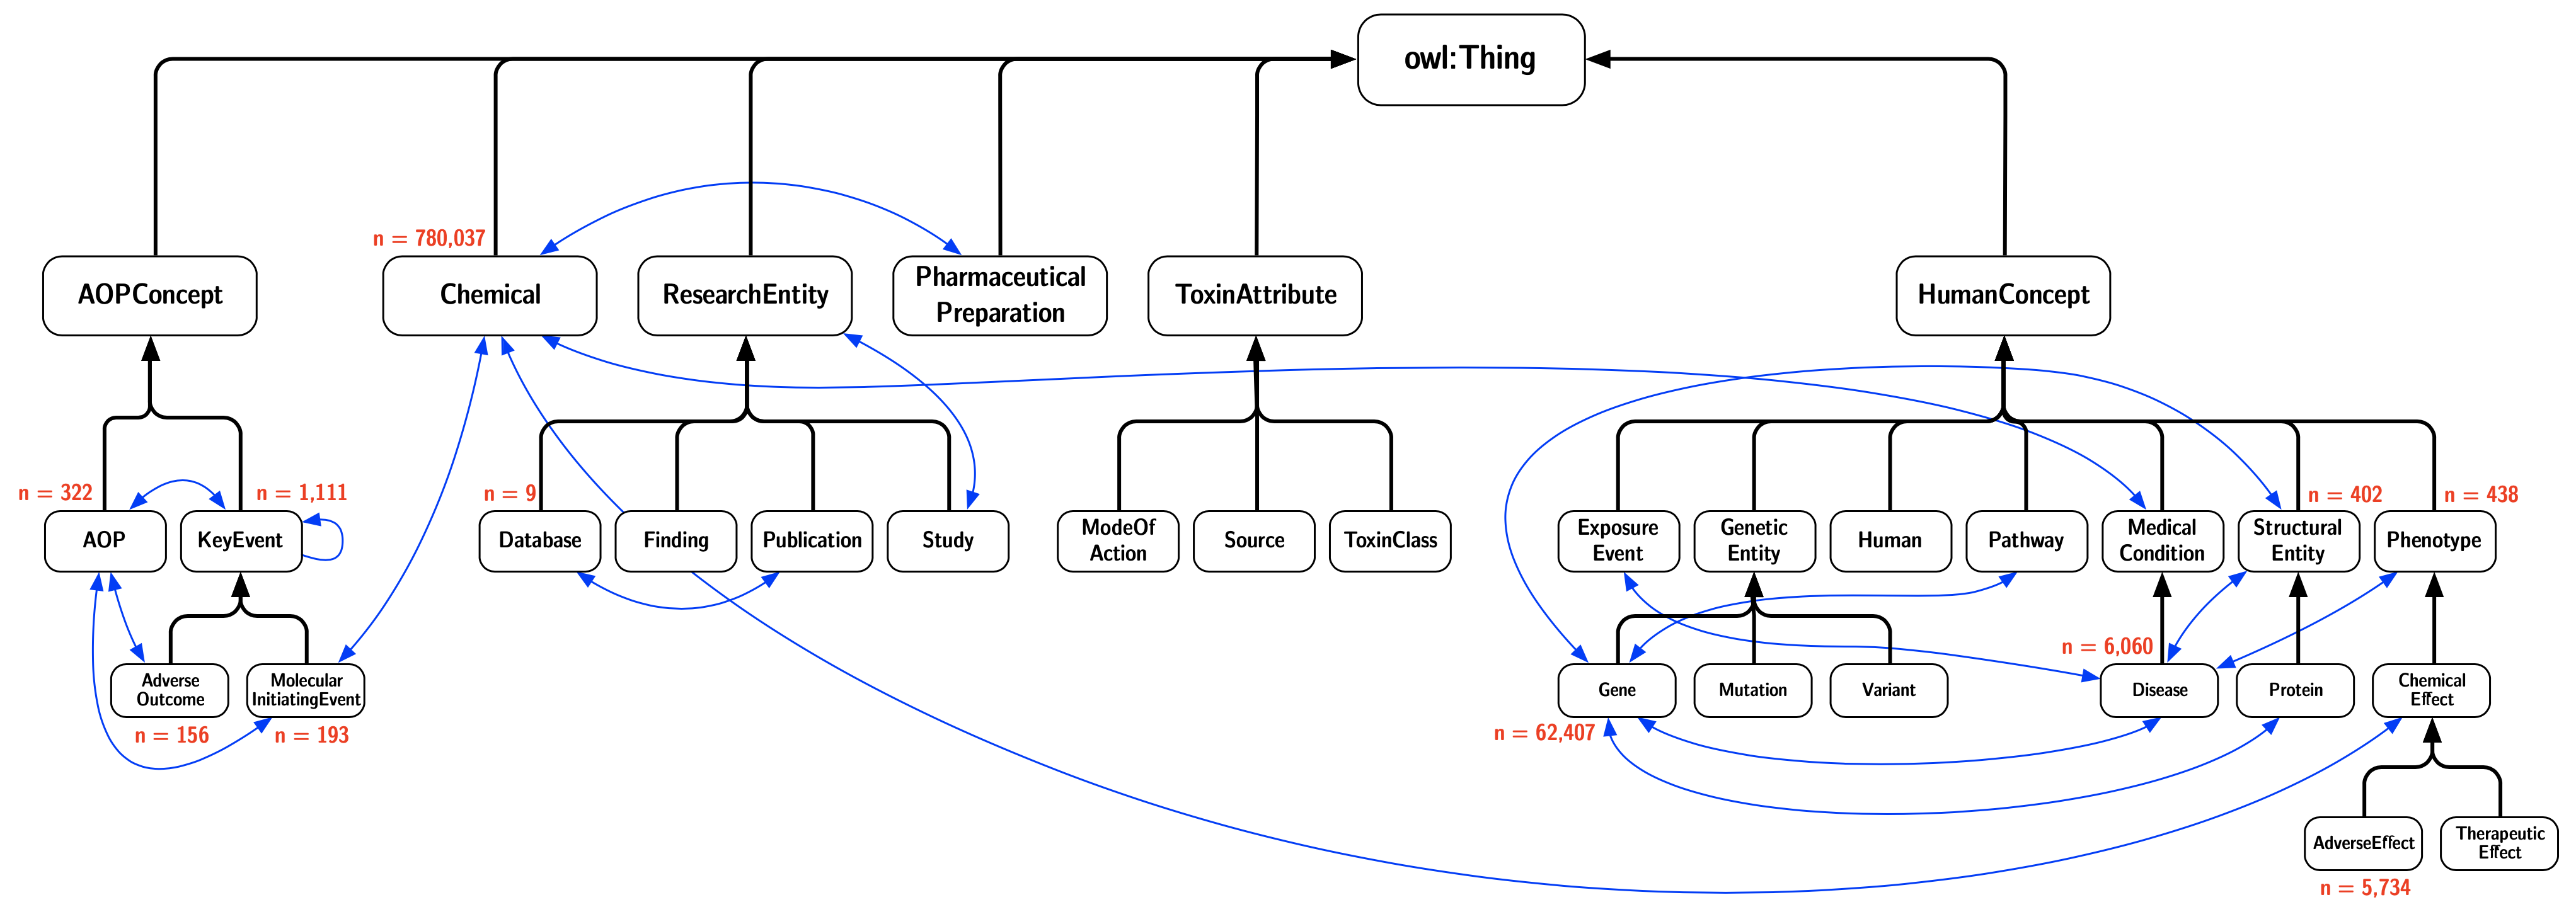 owl:Thing
n = 780,037
AOPConcept
Chemical
ResearchEntity
Pharmaceutical
Preparation
ToxinAttribute
HumanConcept
n = 322
n = 1,111
n = 9
n = 402
n = 438
AOP
KeyEvent
Database
Finding
Publication
Study
ModeOf
Action
Source
ToxinClass
Exposure
Event
Genetic
Entity
Human
Pathway
Medical
Condition
Structural
Entity
Phenotype
n = 6,060
Adverse
Outcome
Molecular
InitiatingEvent
Gene
Mutation
Variant
Disease
Protein
Chemical
Effect
n = 156
n = 193
n = 62,407
AdverseEffect
Therapeutic
Effect
n = 5,734